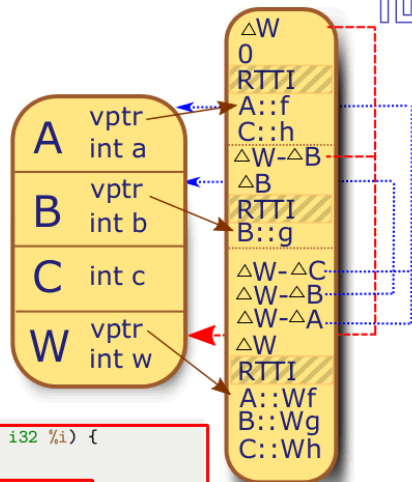 A
vptr
int a
B
vptr
int b
C
int c
W
vptr
int w
△W
0
RTTI
A::f
C::h
△W-△B
△B
RTTI
B::g
△W-△C
△W-△B
△W-△A
△W
RTTI
A::Wf
B::Wg
C::Wh
i32 %i) {